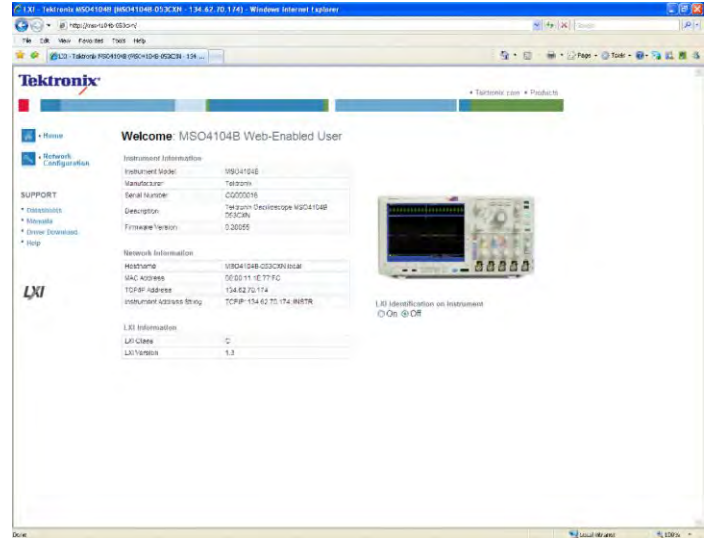 LXI - Tektronix MSO4104B (MSO4104B-053CXN - 134.62.70.174) - Windows Internet Explorer
File Edit View Favorites Tools Help
Page Tools
Tektronix
Tektronix.com • Products
Home
Network
Configuration
SUPPORT
Datasheets
Manuals
Driver Download
Help
LXI
Welcome: MSO4104B Web-Enabled User
Instrument Information
Instrument Model MSO4104B
Manufacturer Tektronix
Serial Number
Description Tektronix Oscilloscope MSO4104B-
053CXN
Firmware Version
Network Information
Hostname MSO4104B-053CXN.local
MAC Address
TCP/IP Address 134.62.70.174
Instrument Address String TCPIP::134.62.70.174::INSTR
LXI Information
LXI Class C
LXI Version 1.3
LXI Identification on Instrument
On Off
Done
Local intranet
100%